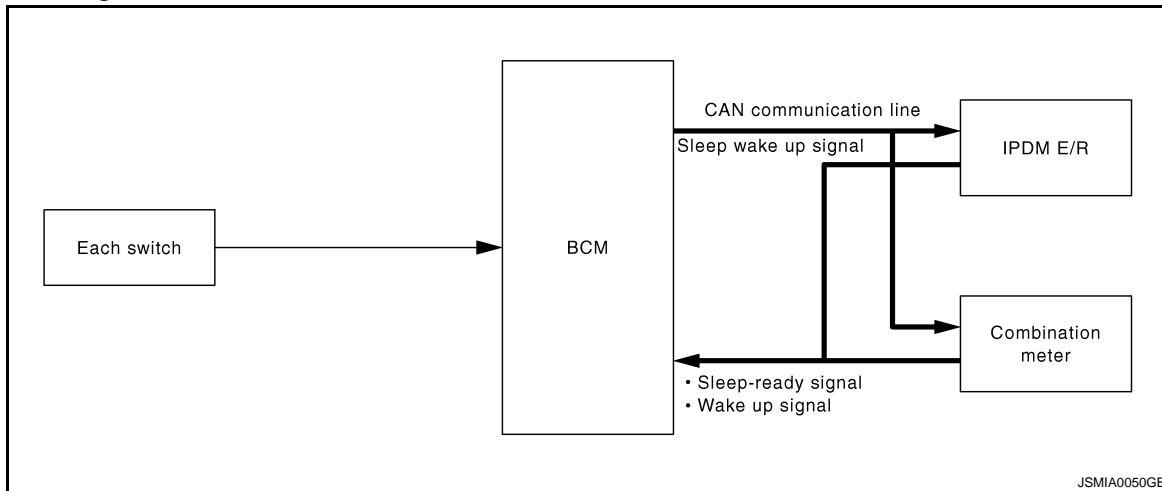 CAN communication line
Sleep wake up signal
IPDM E/R
Each switch
BCM
Combination
meter
• Sleep-ready signal
• Wake up signal